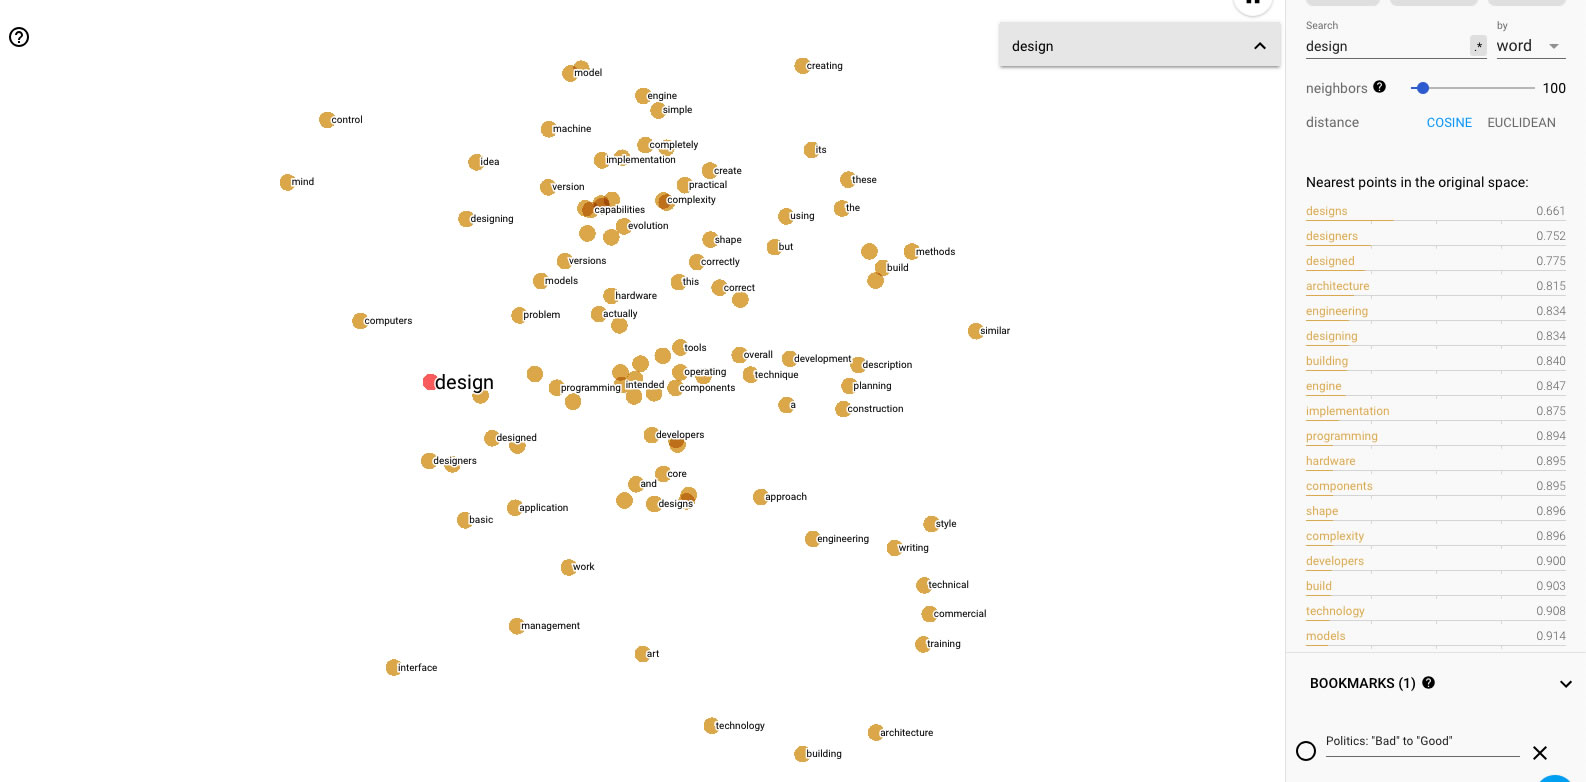 design
model
creating
engine
simple
control
machine
completely
implementation
its
idea
create
mind
version
practical
these
complexity
capabilities
the
designing
using
evolution
shape
but
methods
versions
correctly
build
models
this
correct
hardware
problem
actually
computers
similar
tools
overall
development
description
design
operating
technique
programming
intended
components
planning
a
construction
designed
developers
designers
core
and
approach
application
designs
basic
style
engineering
writing
work
technical
commercial
management
training
art
interface
technology
architecture
building
Search
by
design
.*
word
neighbors
100
distance
COSINE
EUCLIDEAN
Nearest points in the original space:
designs 0.661
designers 0.752
designed 0.775
architecture 0.815
engineering 0.834
designing 0.834
building 0.840
engine 0.847
implementation 0.875
programming 0.894
hardware 0.895
components 0.895
shape 0.896
complexity 0.896
developers 0.900
build 0.903
technology 0.908
models 0.914
BOOKMARKS (1)
Politics: "Bad" to "Good"